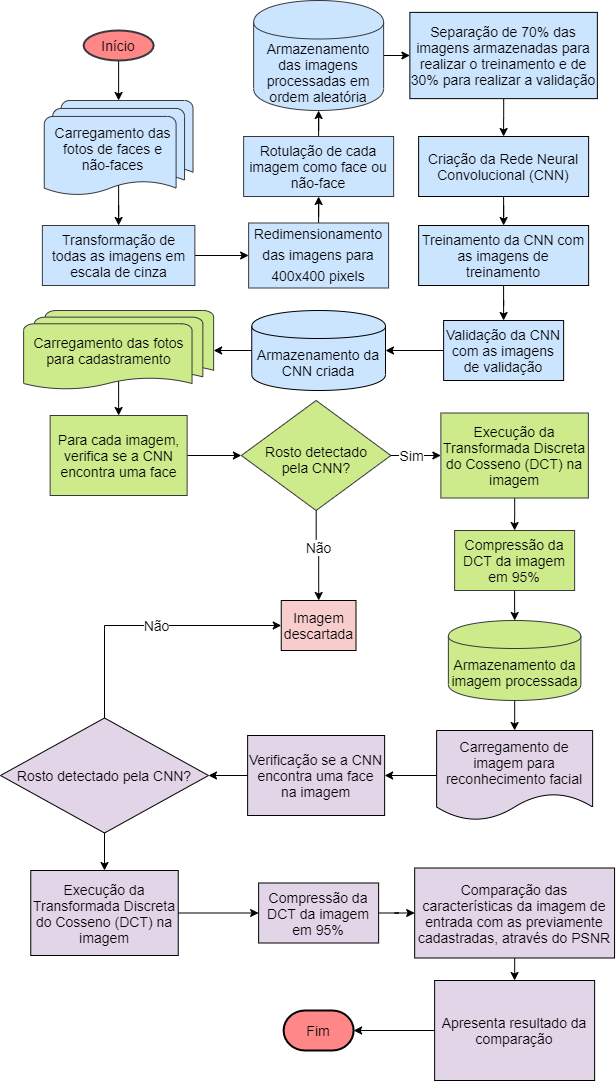 Início
Carregamento das
fotos de faces e
não-faces
Transformação de
todas as imagens em
escala de cinza
Redimensionamento
das imagens para
400x400 pixels
Rotulação de cada
imagem como face ou
não-face
Armazenamento
das imagens
processadas em
ordem aleatória
Separação de 70% das
imagens armazenadas para
realizar o treinamento e de
30% para realizar a validação
Criação da Rede Neural
Convolucional (CNN)
Treinamento da CNN com
as imagens de
treinamento
Validação da CNN
com as imagens
de validação
Armazenamento da
CNN criada
Carregamento das fotos
para cadastramento
Para cada imagem,
verifica se a CNN
encontra uma face
Rosto detectado
pela CNN?
Sim
Execução da
Transformada Discreta
do Cosseno (DCT) na
imagem
Não
Imagem
descartada
Compressão da
DCT da imagem
em 95%
Armazenamento da
imagem processada
Carregamento de
imagem para
reconhecimento facial
Verificação se a CNN
encontra uma face
na imagem
Rosto detectado pela CNN?
Não
Execução da
Transformada Discreta
do Cosseno (DCT) na
imagem
Compressão da
DCT da imagem
em 95%
Comparação das
características da imagem de
entrada com as previamente
cadastradas, através do PSNR
Apresenta resultado da
comparação
Fim